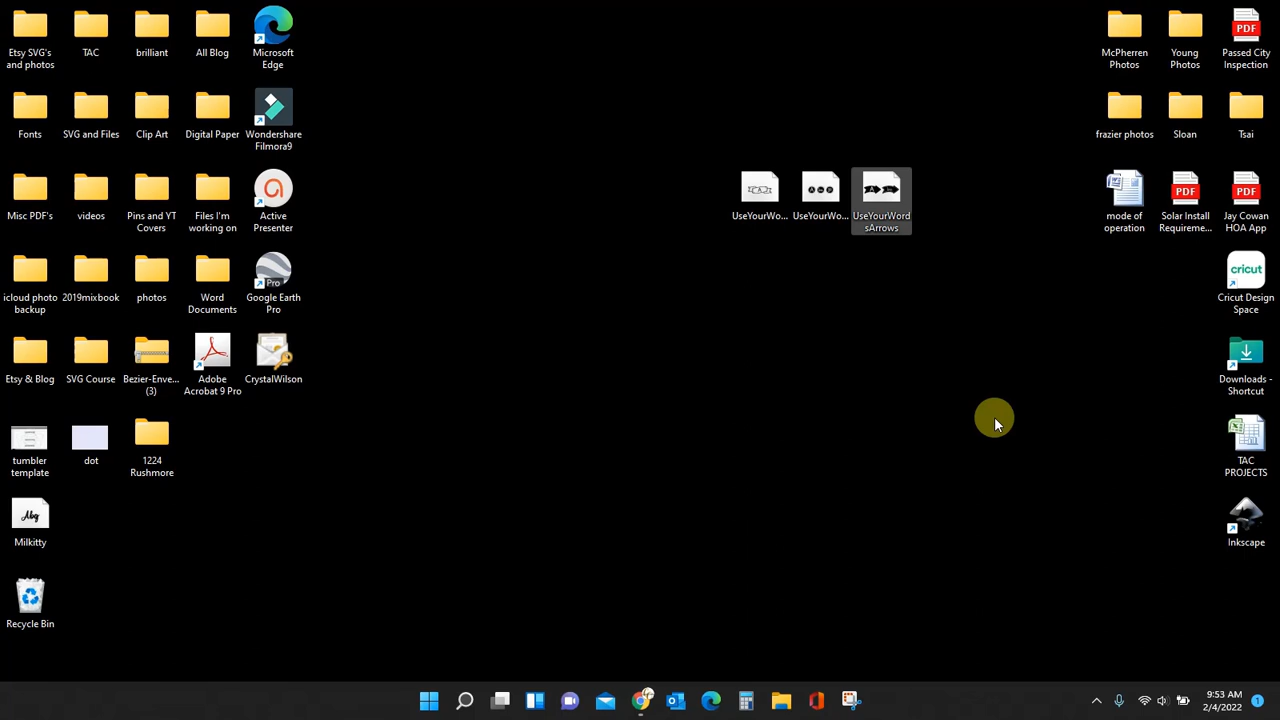 Etsy SVG's
and photos
TAC
brilliant
All Blog
Microsoft
Edge
McPherren
Photos
Young
Photos
PDF
Passed City
Inspection
Fonts
SVG and Files
Clip Art
Digital Paper
Wondershare
Filmora9
frazier photos
Sloan
Tsai
Misc PDF's
videos
Pins and YT
Covers
Files I'm
working on
Active
Presenter
UseYourWo...
UseYourWo...
UseYourWord
sArrows
mode of
operation
PDF
Solar Install
Requireme...
PDF
Jay Cowan
HOA App
icloud photo
backup
2019mixbook
photos
Word
Documents
Pro
Google Earth
Pro
cricut
Cricut Design
Space
Etsy & Blog
SVG Course
Bezier-Enve...
(3)
Adobe
Acrobat 9 Pro
CrystalWilson
Downloads -
Shortcut
tumbler
template
dot
1224
Rushmore
TAC
PROJECTS
Abg
Milkitty
Inkscape
Recycle Bin
9:53 AM
2/4/2022
1